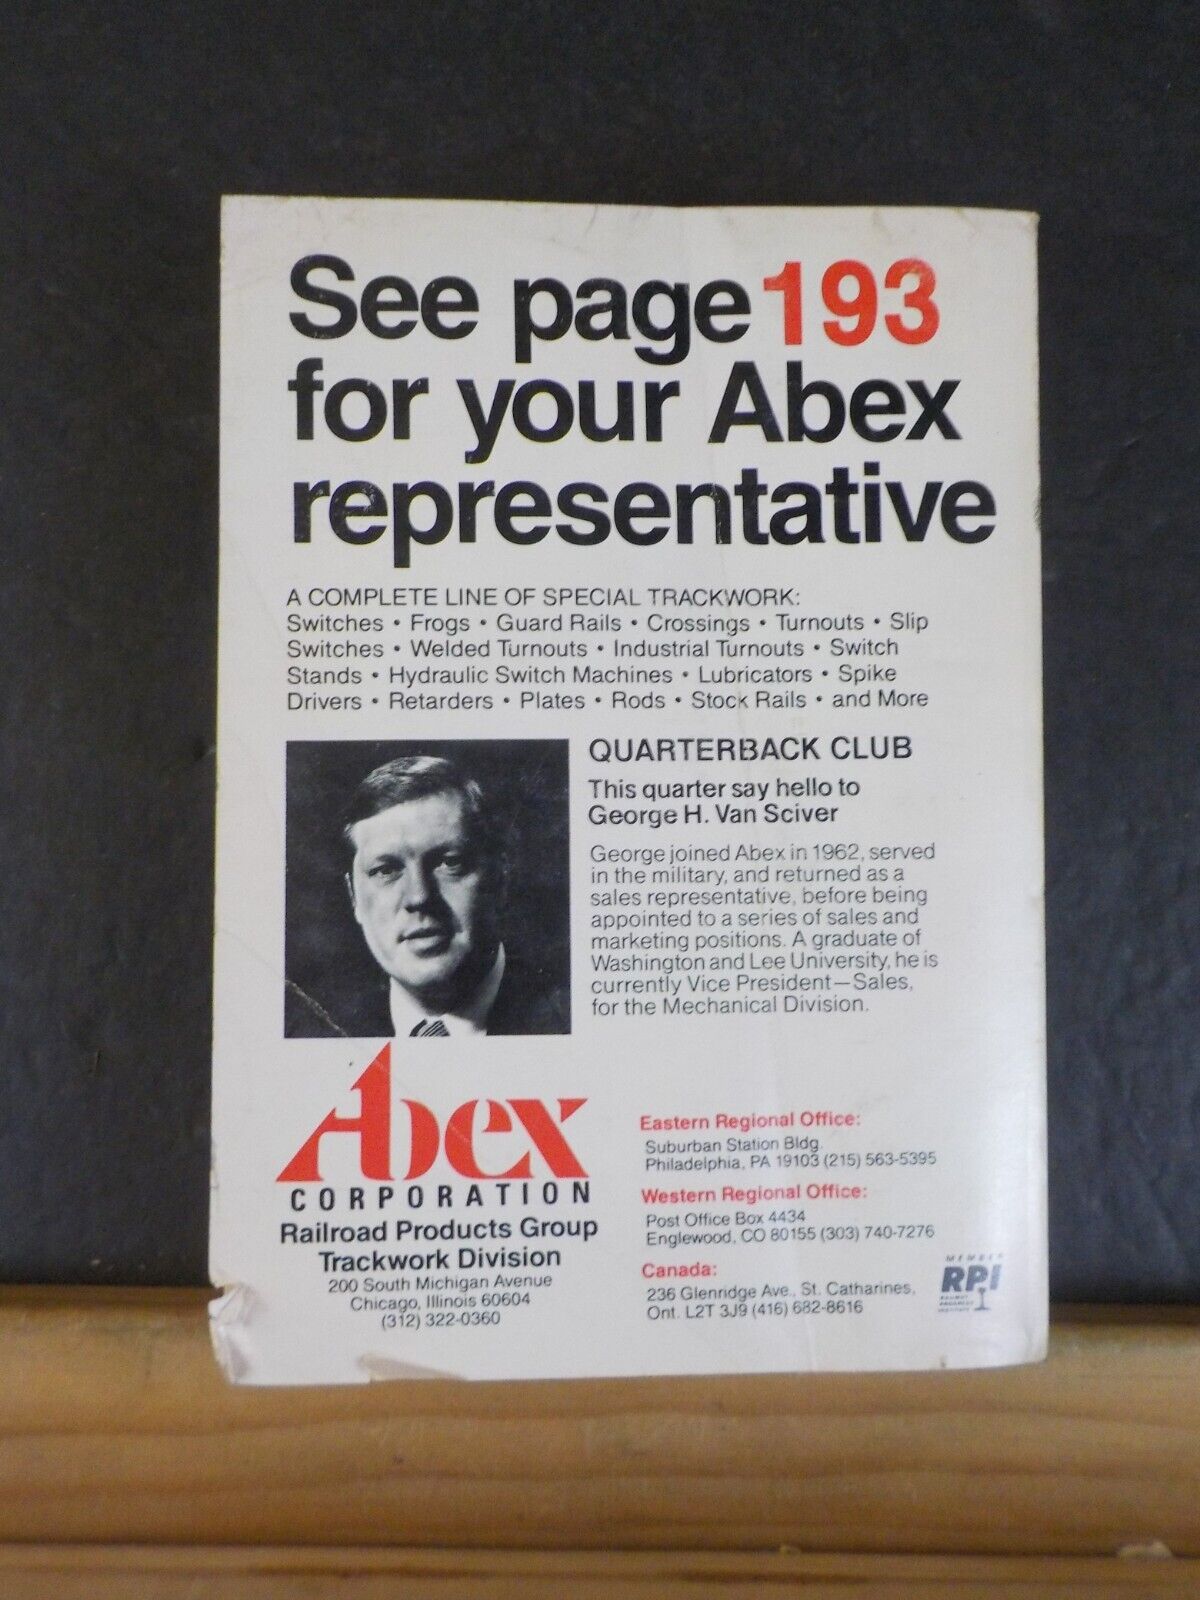 See page 193
for your Abex
representative
A COMPLETE LINE OF SPECIAL TRACKWORK:
Switches • Frogs • Guard Rails • Crossings • Turnouts • Slip
Switches • Welded Turnouts • Industrial Turnouts • Switch
Stands • Hydraulic Switch Machines • Lubricators • Spike
Drivers • Retarders • Plates • Rods • Stock Rails • and More
QUARTERBACK CLUB
This quarter say hello to
George H. Van Sciver
George joined Abex in 1962, served
in the military, and returned as a
sales representative, before being
appointed to a series of sales and
marketing positions. A graduate of
Washington and Lee University, he is
currently Vice President—Sales,
for the Mechanical Division.
Abex
CORPORATION
Railroad Products Group
Trackwork Division
200 South Michigan Avenue
Chicago, Illinois 60604
(312) 322-0360
Eastern Regional Office:
Suburban Station Bldg.
Philadelphia, PA 19103 (215) 563-5395
Western Regional Office:
Post Office Box 4434
Englewood, CO 80155 (303) 740-7276
Canada:
236 Glenridge Ave., St. Catharines,
Ont. L2T 3J9 (416) 682-8616
MEMBER
RPI
RAILWAY
PROGRESS
INSTITUTE